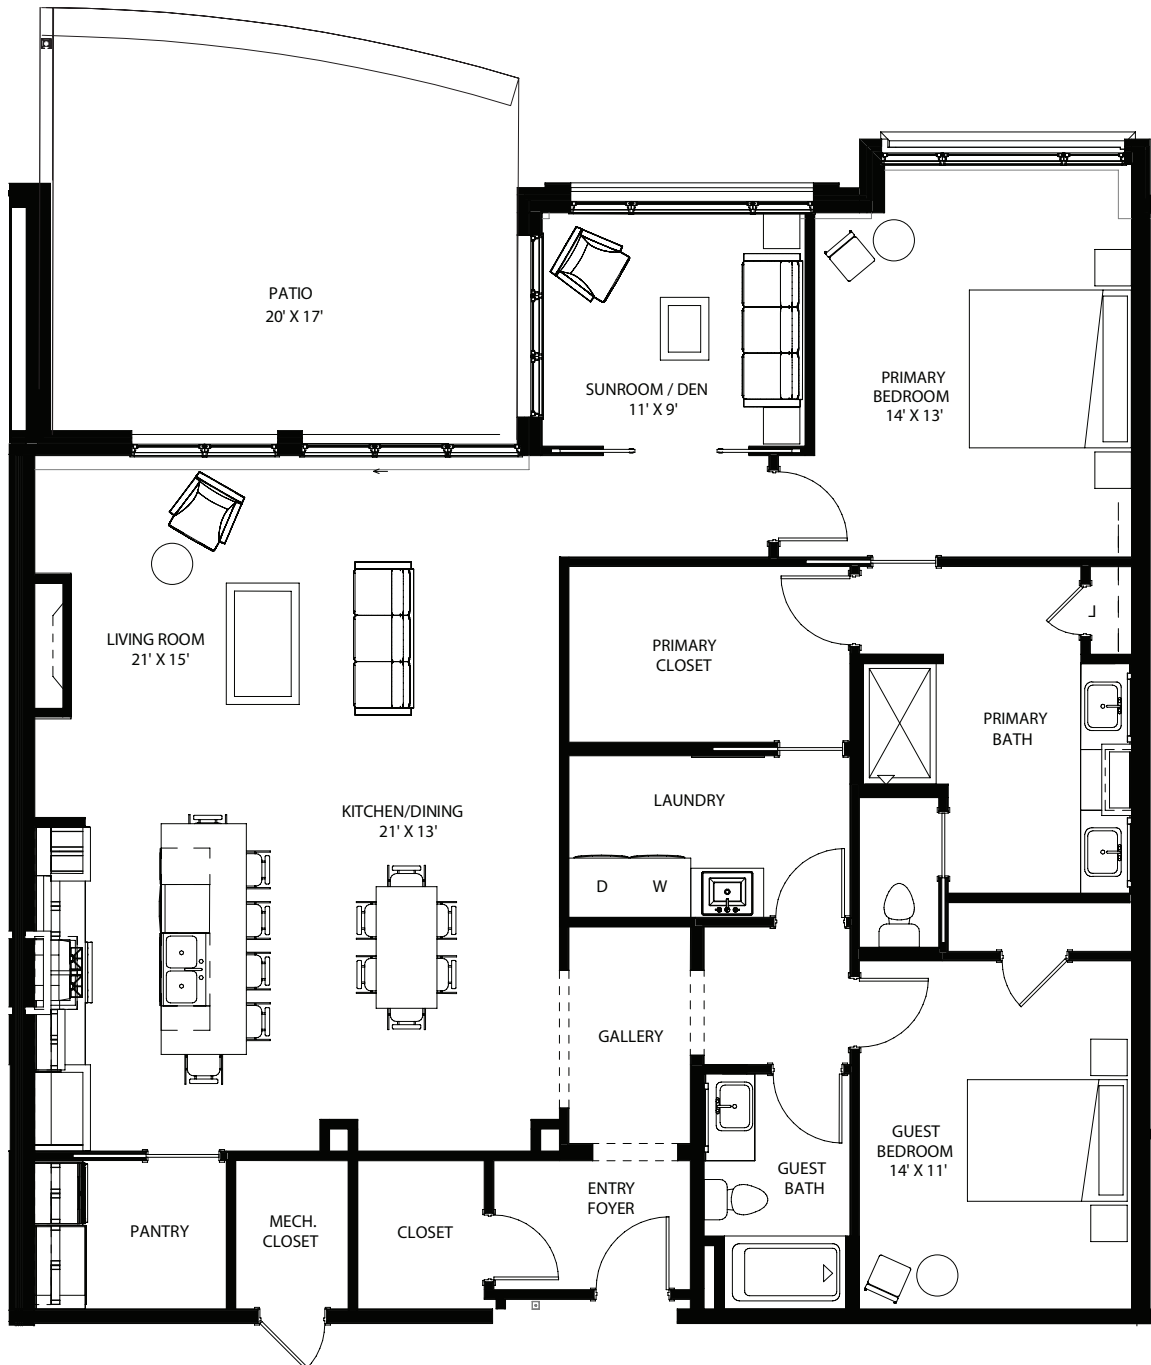 PATIO
20' X 17'
SUNROOM / DEN
11' X 9'
PRIMARY
BEDROOM
14' X 13'
LIVING ROOM
21' X 15'
PRIMARY
CLOSET
L
PRIMARY
BATH
KITCHEN/DINING
21' X 13'
LAUNDRY
D
W
GALLERY
GUEST
BEDROOM
14' X 11'
GUEST
BATH
ENTRY
FOYER
PANTRY
MECH.
CLOSET
CLOSET